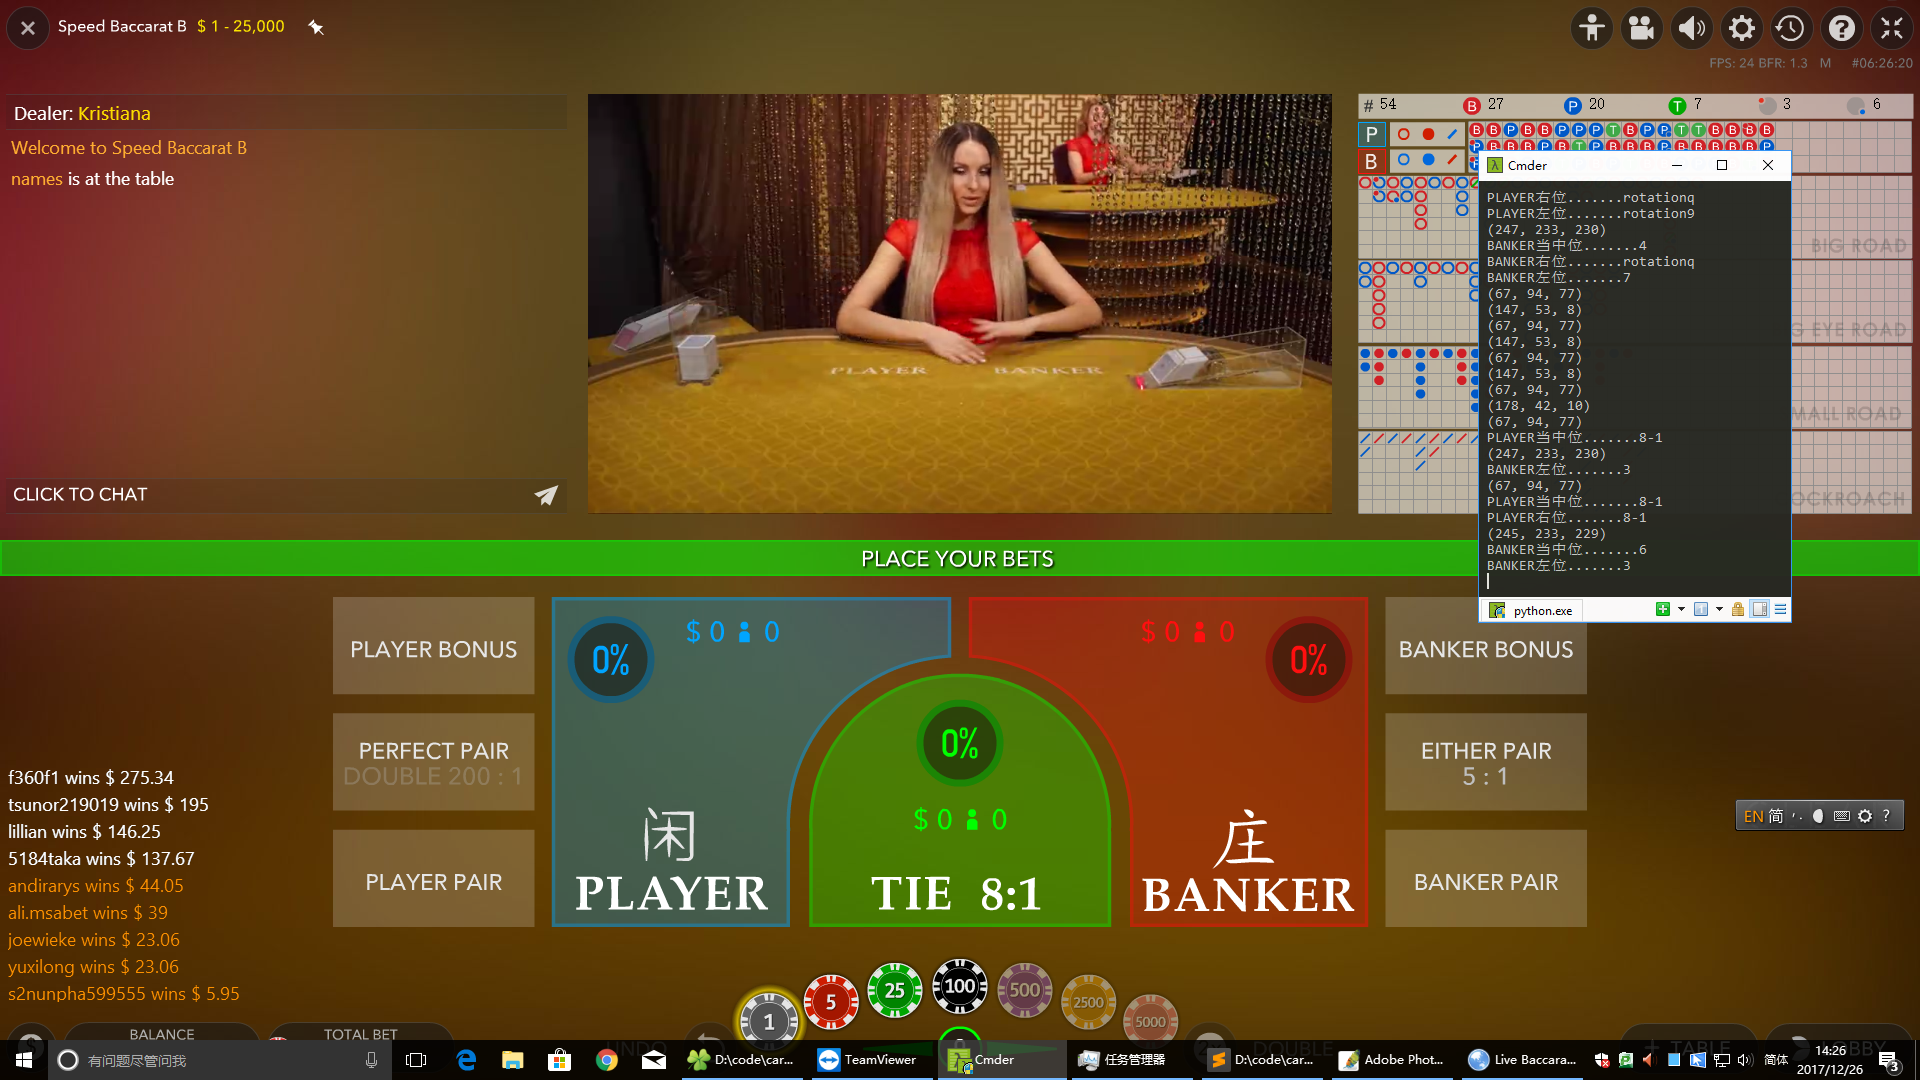 Speed Baccarat B $ 1 - 25,000
FPS: 24 BFR: 1.3 M #06:26:20
Dealer: Kristiana
Welcome to Speed Baccarat B
names is at the table
CLICK TO CHAT
PLAYER BANKER
# 54 B 27 P 20 T 7 3 6
P
B
BIG ROAD
G EYE ROAD
MALL ROAD
OCKROACH
Cmder
PLAYER右位.......rotationq
PLAYER左位.......rotation9
(247, 233, 230)
BANKER当中位.......4
BANKER右位.......rotationq
BANKER左位.......7
(67, 94, 77)
(147, 53, 8)
(67, 94, 77)
(147, 53, 8)
(67, 94, 77)
(147, 53, 8)
(67, 94, 77)
(178, 42, 10)
(67, 94, 77)
PLAYER当中位.......8-1
(247, 233, 230)
BANKER左位.......3
(67, 94, 77)
PLAYER当中位.......8-1
PLAYER右位.......8-1
(245, 233, 229)
BANKER当中位.......6
BANKER左位.......3
python.exe
PLACE YOUR BETS
PLAYER BONUS
PERFECT PAIR
DOUBLE 200 : 1
PLAYER PAIR
0% $ 0 0
闲
PLAYER
0%
$ 0 0
TIE 8:1
$ 0 0 0%
庄
BANKER
BANKER BONUS
EITHER PAIR
5 : 1
BANKER PAIR
EN 简
f360f1 wins $ 275.34
tsunor219019 wins $ 195
lillian wins $ 146.25
5184taka wins $ 137.67
andirarys wins $ 44.05
ali.msabet wins $ 39
joewieke wins $ 23.06
yuxilong wins $ 23.06
s2nunpha599555 wins $ 5.95
1 5 25 100 500 2500 5000
BALANCE
TOTAL BET
UNDO
DOUBLE
TABLE
LOBBY
有问题尽管问我
D:\code\car...
TeamViewer
Cmder
任务管理器
D:\code\car...
Adobe Phot...
Live Baccara...
简体
14:26
2017/12/26
3